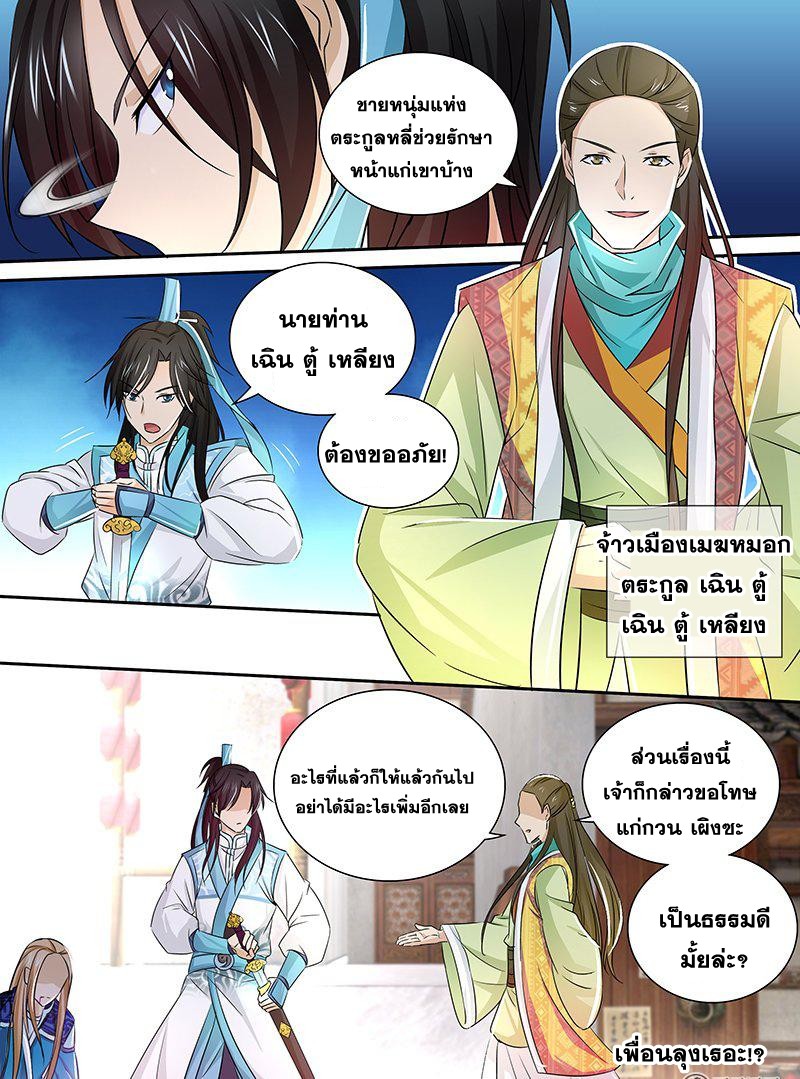 ชายหนุ่มแห่ง
ตระกูลหลี่ช่วยรักษา
หน้าแก่เขาบ้าง
นายท่าน
เฉิน ตู้ เหลียง
ต้องขออภัย!
จ้าวเมืองเมฆหมอก
ตระกูล เฉิน ตู้
เฉิน ตู้ เหลียง
อะไรที่แล้วก็ให้แล้วกันไป
อย่าได้มีอะไรเพิ่มอีกเลย
ส่วนเรื่องนี้
เจ้าก็กล่าวขอโทษ
แก่กวน เผิงซะ
เป็นธรรมดี
มั้ยล่ะ?
เพื่อนลุงเรอะ!?